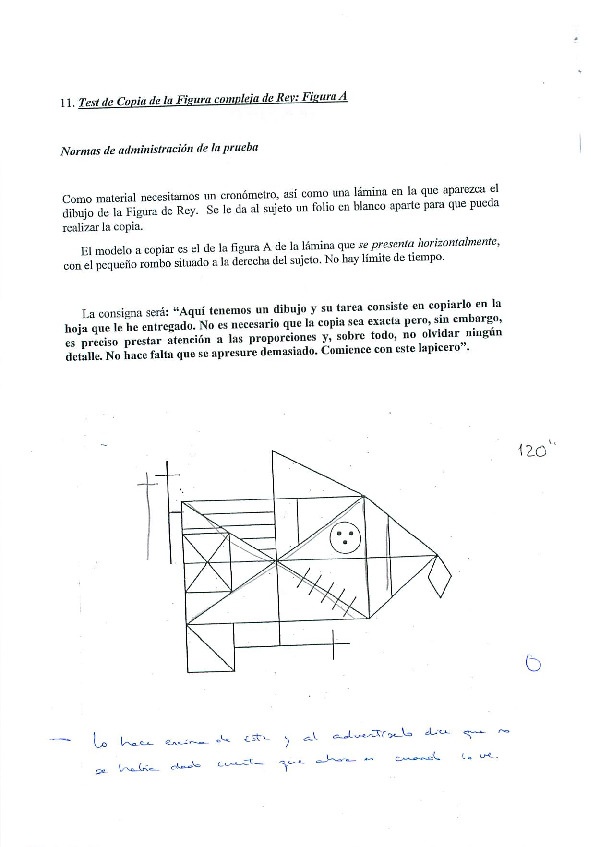 11. Test de Copia de la Figura compleja de Rey: Figura A
Normas de administración de la prueba
Como material necesitamos un cronómetro, así como una lámina en la que aparezca el
dibujo de la Figura de Rey. Se le da al sujeto un folio en blanco aparte para que pueda
realizar la copia.
El modelo a copiar es el de la figura A de la lámina que se presenta horizontalmente,
con el pequeño rombo situado a la derecha del sujeto. No hay límite de tiempo.
La consigna será: “Aquí tenemos un dibujo y su tarea consiste en copiarlo en la
hoja que le he entregado. No es necesario que la copia sea exacta pero, sin embargo,
es preciso prestar atención a las proporciones y, sobre todo, no olvidar ningún
detalle. No hace falta que se apresure demasiado. Comience con este lapicero”.
120"
0
— Lo hace encima de esta y al advertírselo dice que no
se había dado cuenta que ahora es cuando lo ve.